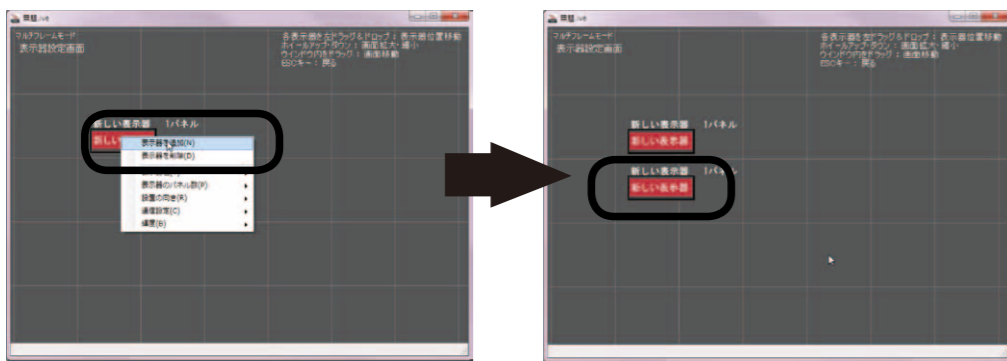 無題.lve
マルチフレームモード
表示器設定画面
各表示器を左ドラッグ&ドロップ : 表示器位置移動
ホイールアップ・ダウン : 画面拡大・縮小
ウインドウ内をドラッグ : 画面移動
ESCキー : 戻る
新しい表示器 1パネル
新しい
表示器を追加(N)
表示器を削除(D)
表示器のパネル数(P)
設置の向き(R)
通信設定(C)
輝度(B)
無題.lve
マルチフレームモード
表示器設定画面
各表示器を左ドラッグ&ドロップ : 表示器位置移動
ホイールアップ・ダウン : 画面拡大・縮小
ウインドウ内をドラッグ : 画面移動
ESCキー : 戻る
新しい表示器 1パネル
新しい表示器
新しい表示器 1パネル
新しい表示器